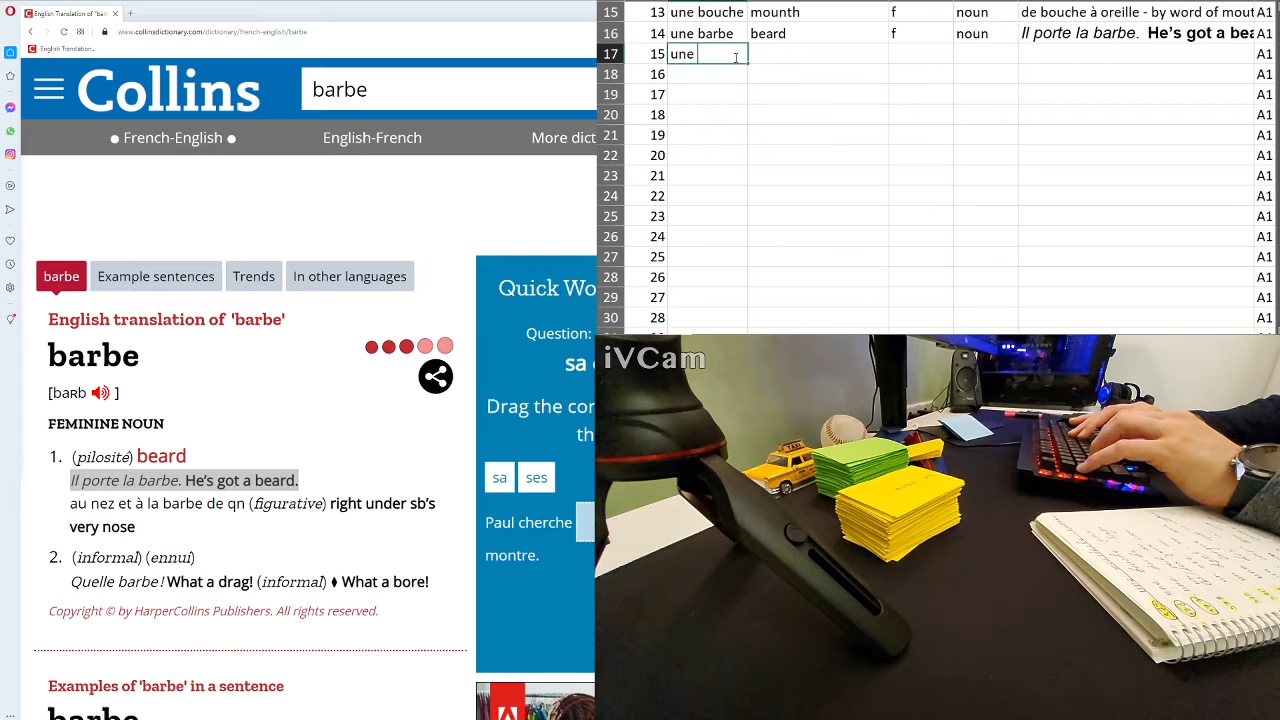 English Translation...
www.collinsdictionary.com/dictionary/french-english/barbe
English Translation...
Collins
barbe
French-English
English-French
More dict
barbe
Example sentences
Trends
In other languages
English translation of 'barbe'
barbe
[baʀb ]
FEMININE NOUN
1. (pilosité) beard
Il porte la barbe. He's got a beard.
au nez et à la barbe de qn (figurative) right under sb's
very nose
2. (informal) (ennui)
Quelle barbe! What a drag! (informal) ♦ What a bore!
Copyright © by HarperCollins Publishers. All rights reserved.
Examples of 'barbe' in a sentence
barbe
Quick Wo
Question:
sa
Drag the cor
th
sa
ses
Paul cherche
montre.
15 13 une bouche mounth f noun de bouche à oreille - by word of mout A1
16 14 une barbe beard f noun Il porte la barbe. He's got a bea A1
17 15 une A1
18 16 A1
19 17 A1
20 18 A1
21 19 A1
22 20 A1
23 21 A1
24 22 A1
25 23 A1
26 24 A1
27 25 A1
28 26 A1
29 27 A1
30 28 A1
iVCam
TAXI